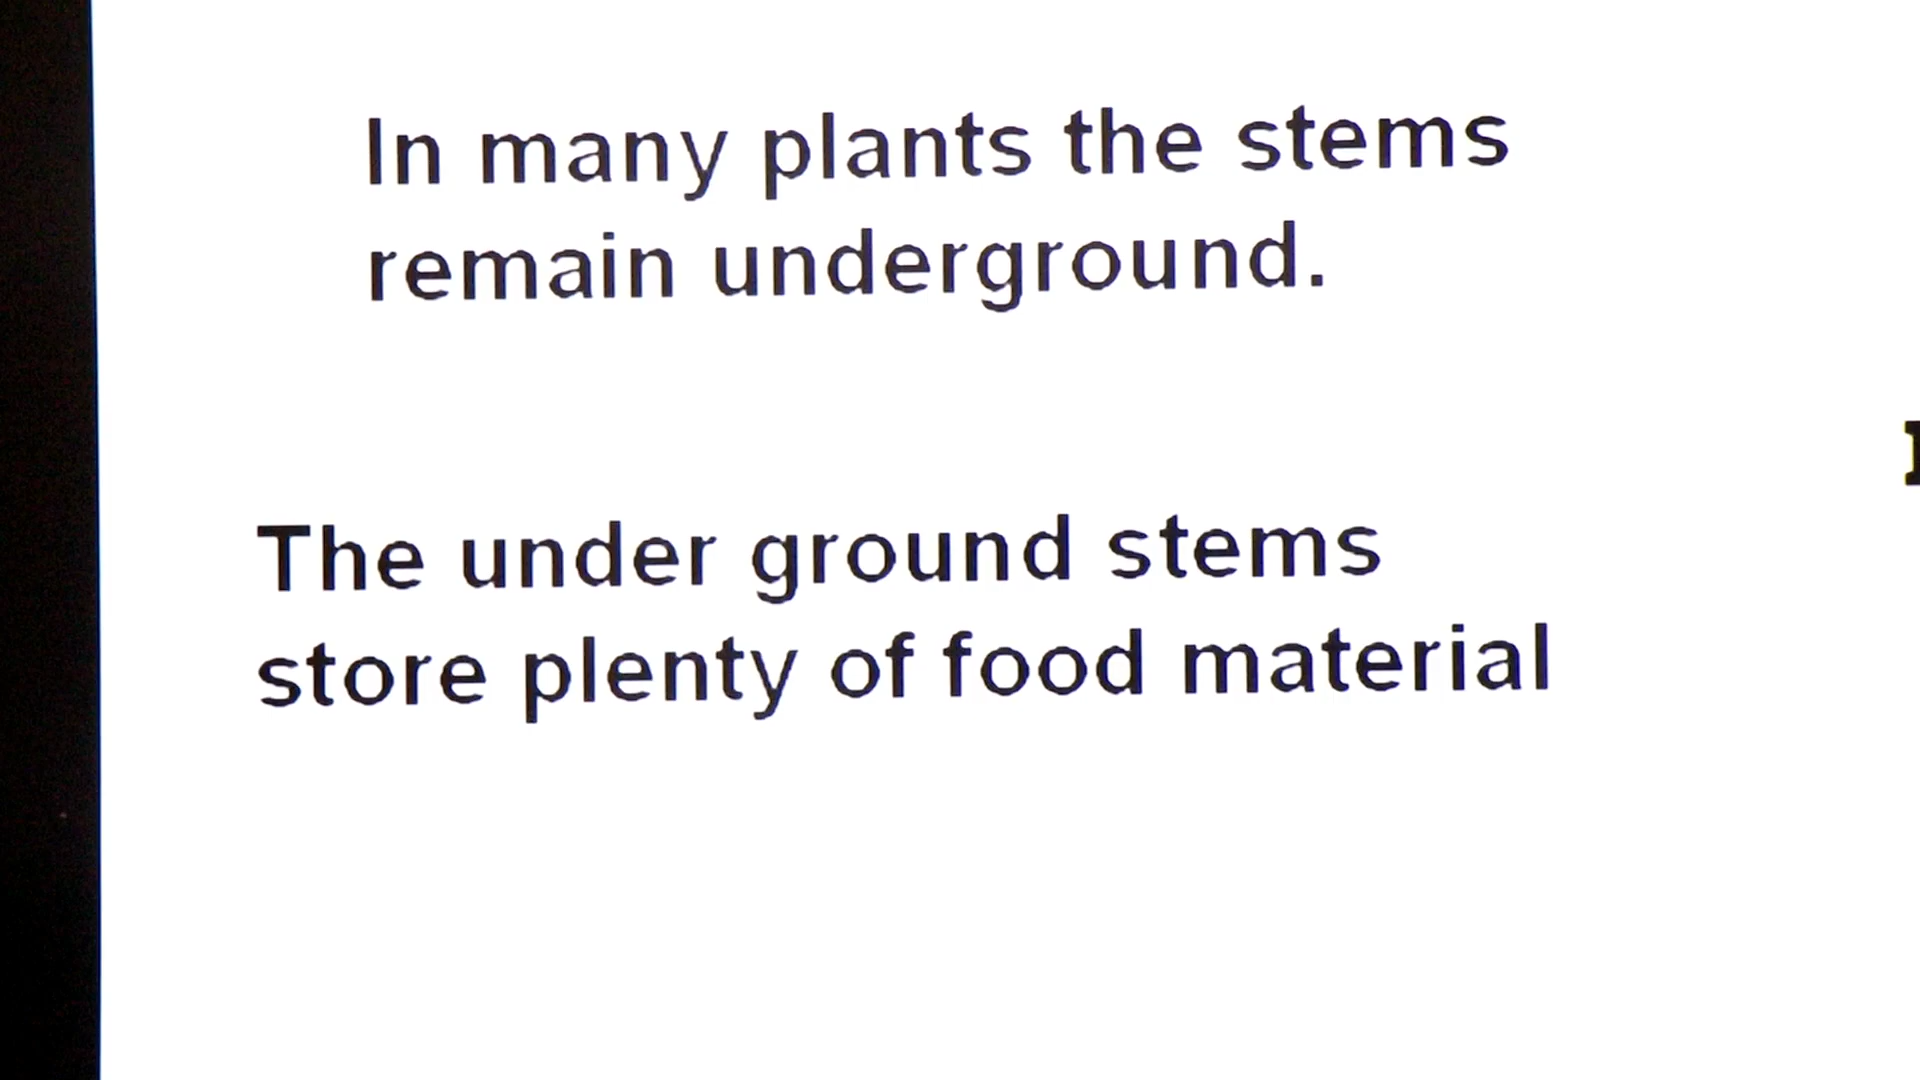 In many plants the stems
remain underground.
The under ground stems
store plenty of food material